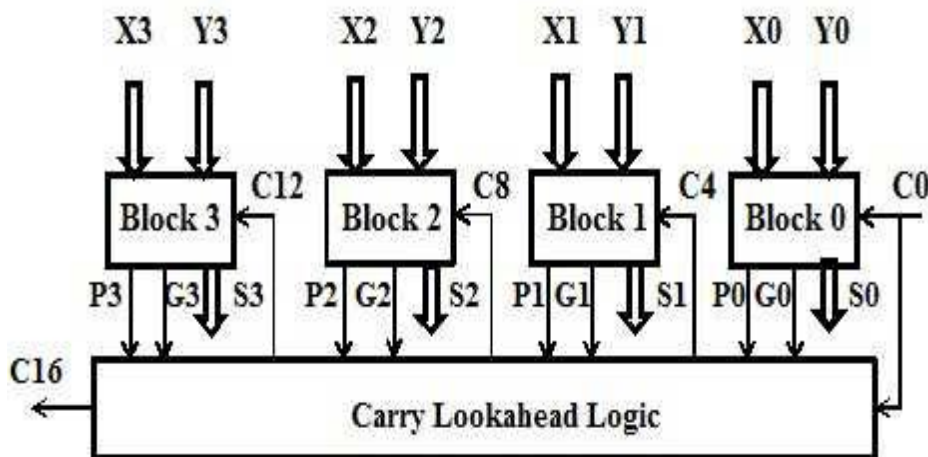 X3 Y3 X2 Y2 X1 Y1 X0 Y0
C12 C8 C4 C0
Block 3 Block 2 Block 1 Block 0
P3 G3 S3 P2 G2 S2 P1 G1 S1 P0 G0 S0
C16
Carry Lookahead Logic